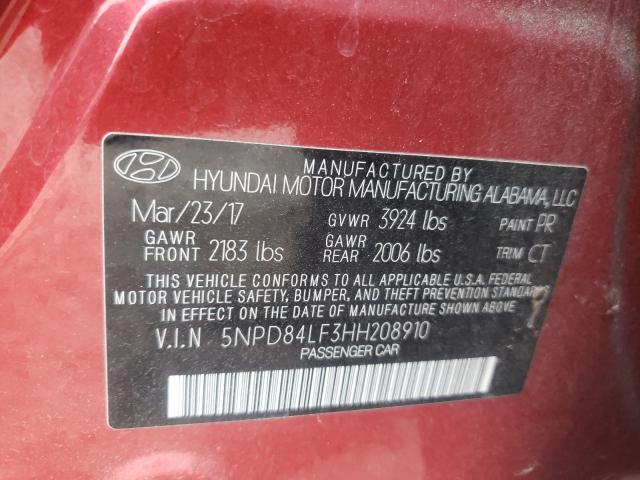 MANUFACTURED BY
HYUNDAI MOTOR MANUFACTURING ALABAMA, LLC
Mar/23/17 GVWR 3924 lbs PAINT PR
GAWR FRONT 2183 lbs GAWR REAR 2006 lbs TRIM CT
THIS VEHICLE CONFORMS TO ALL APPLICABLE U.S.A. FEDERAL
MOTOR VEHICLE SAFETY, BUMPER, AND THEFT PREVENTION STANDARDS
IN EFFECT ON THE DATE OF MANUFACTURE SHOWN ABOVE
V.I.N 5NPD84LF3HH208910
PASSENGER CAR